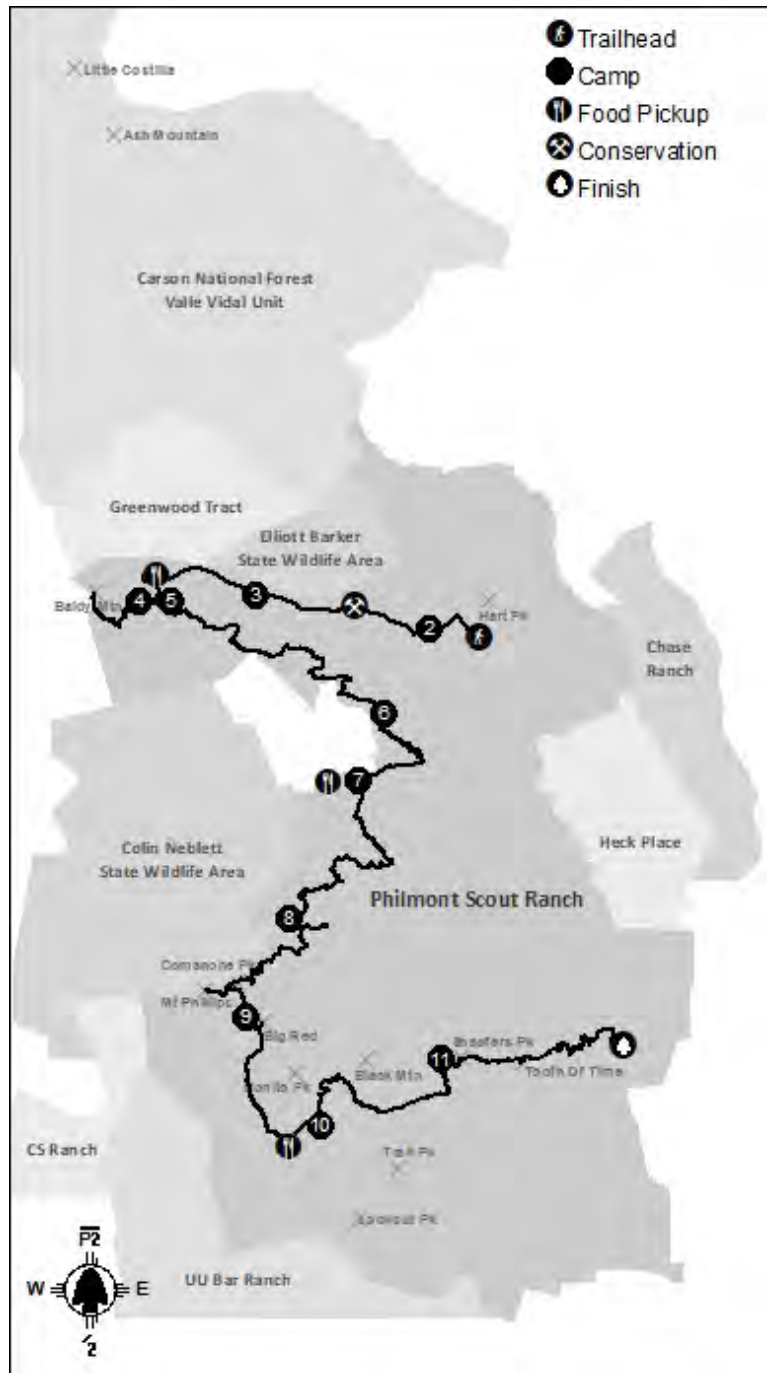 Trailhead
Camp
Food Pickup
Conservation
Finish
Little Costilla
Ash Mountain
Carson National Forest
Valle Vidal Unit
Greenwood Tract
Elliott Barker
State Wildlife Area
Baldy Mtn
4
5
3
2
Hart Pk
Chase
Ranch
6
7
Heck Place
Colin Neblett
State Wildlife Area
Philmont Scout Ranch
8
Comanche Pk
Mt Phillips
9
Big Red
11
Shaefers Pk
Black Mtn
Tooth Of Time
Bonito Pk
10
CS Ranch
Trail Pk
Lookout Pk
UU Bar Ranch
W
E